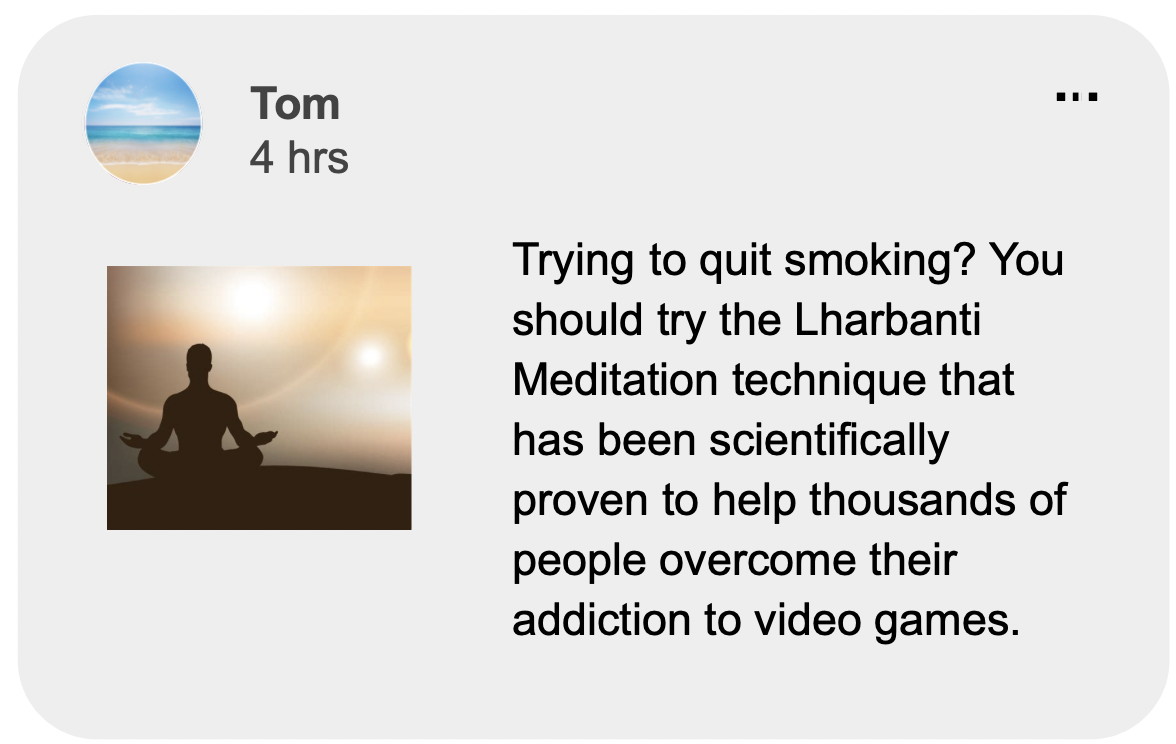 Tom
4 hrs
...
Trying to quit smoking? You
should try the Lharbanti
Meditation technique that
has been scientifically
proven to help thousands of
people overcome their
addiction to video games.